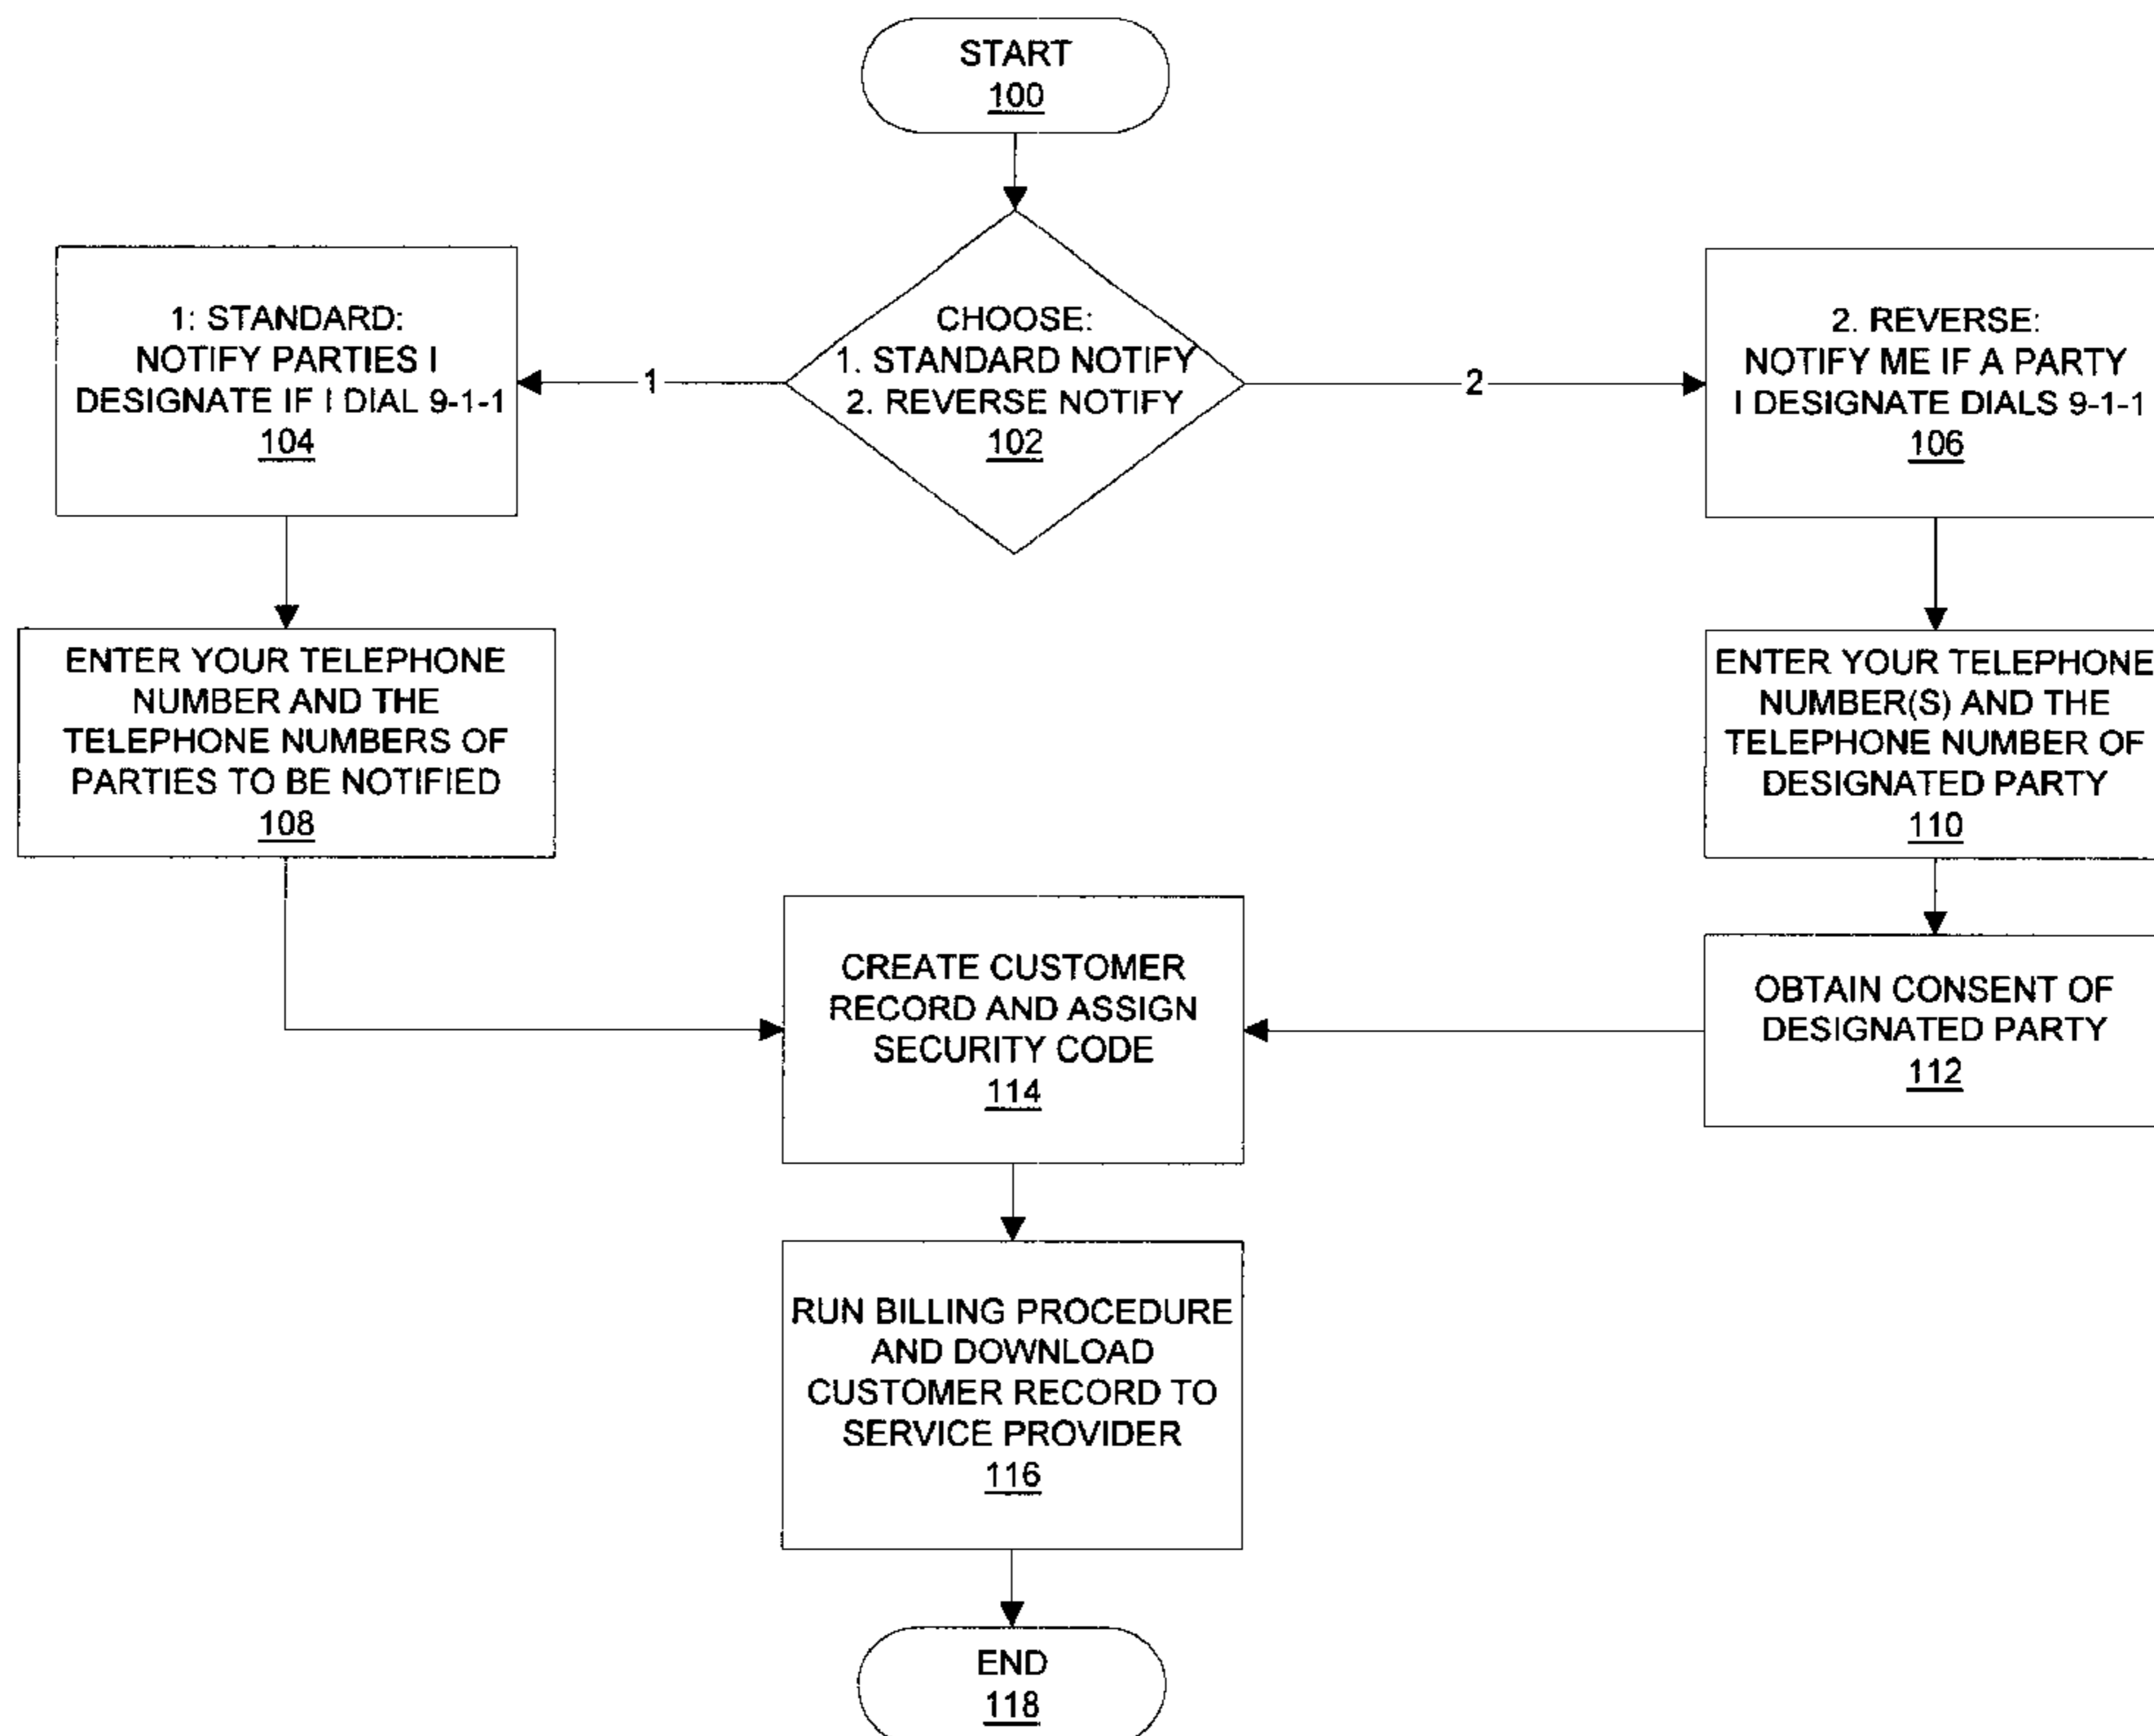 START
100
1: STANDARD:
NOTIFY PARTIES I
DESIGNATE IF I DIAL 9-1-1
104
1
CHOOSE:
1. STANDARD NOTIFY
2. REVERSE NOTIFY
102
2
2. REVERSE:
NOTIFY ME IF A PARTY
I DESIGNATE DIALS 9-1-1
106
ENTER YOUR TELEPHONE
NUMBER AND THE
TELEPHONE NUMBERS OF
PARTIES TO BE NOTIFIED
108
ENTER YOUR TELEPHONE
NUMBER(S) AND THE
TELEPHONE NUMBER OF
DESIGNATED PARTY
110
CREATE CUSTOMER
RECORD AND ASSIGN
SECURITY CODE
114
OBTAIN CONSENT OF
DESIGNATED PARTY
112
RUN BILLING PROCEDURE
AND DOWNLOAD
CUSTOMER RECORD TO
SERVICE PROVIDER
116
END
118